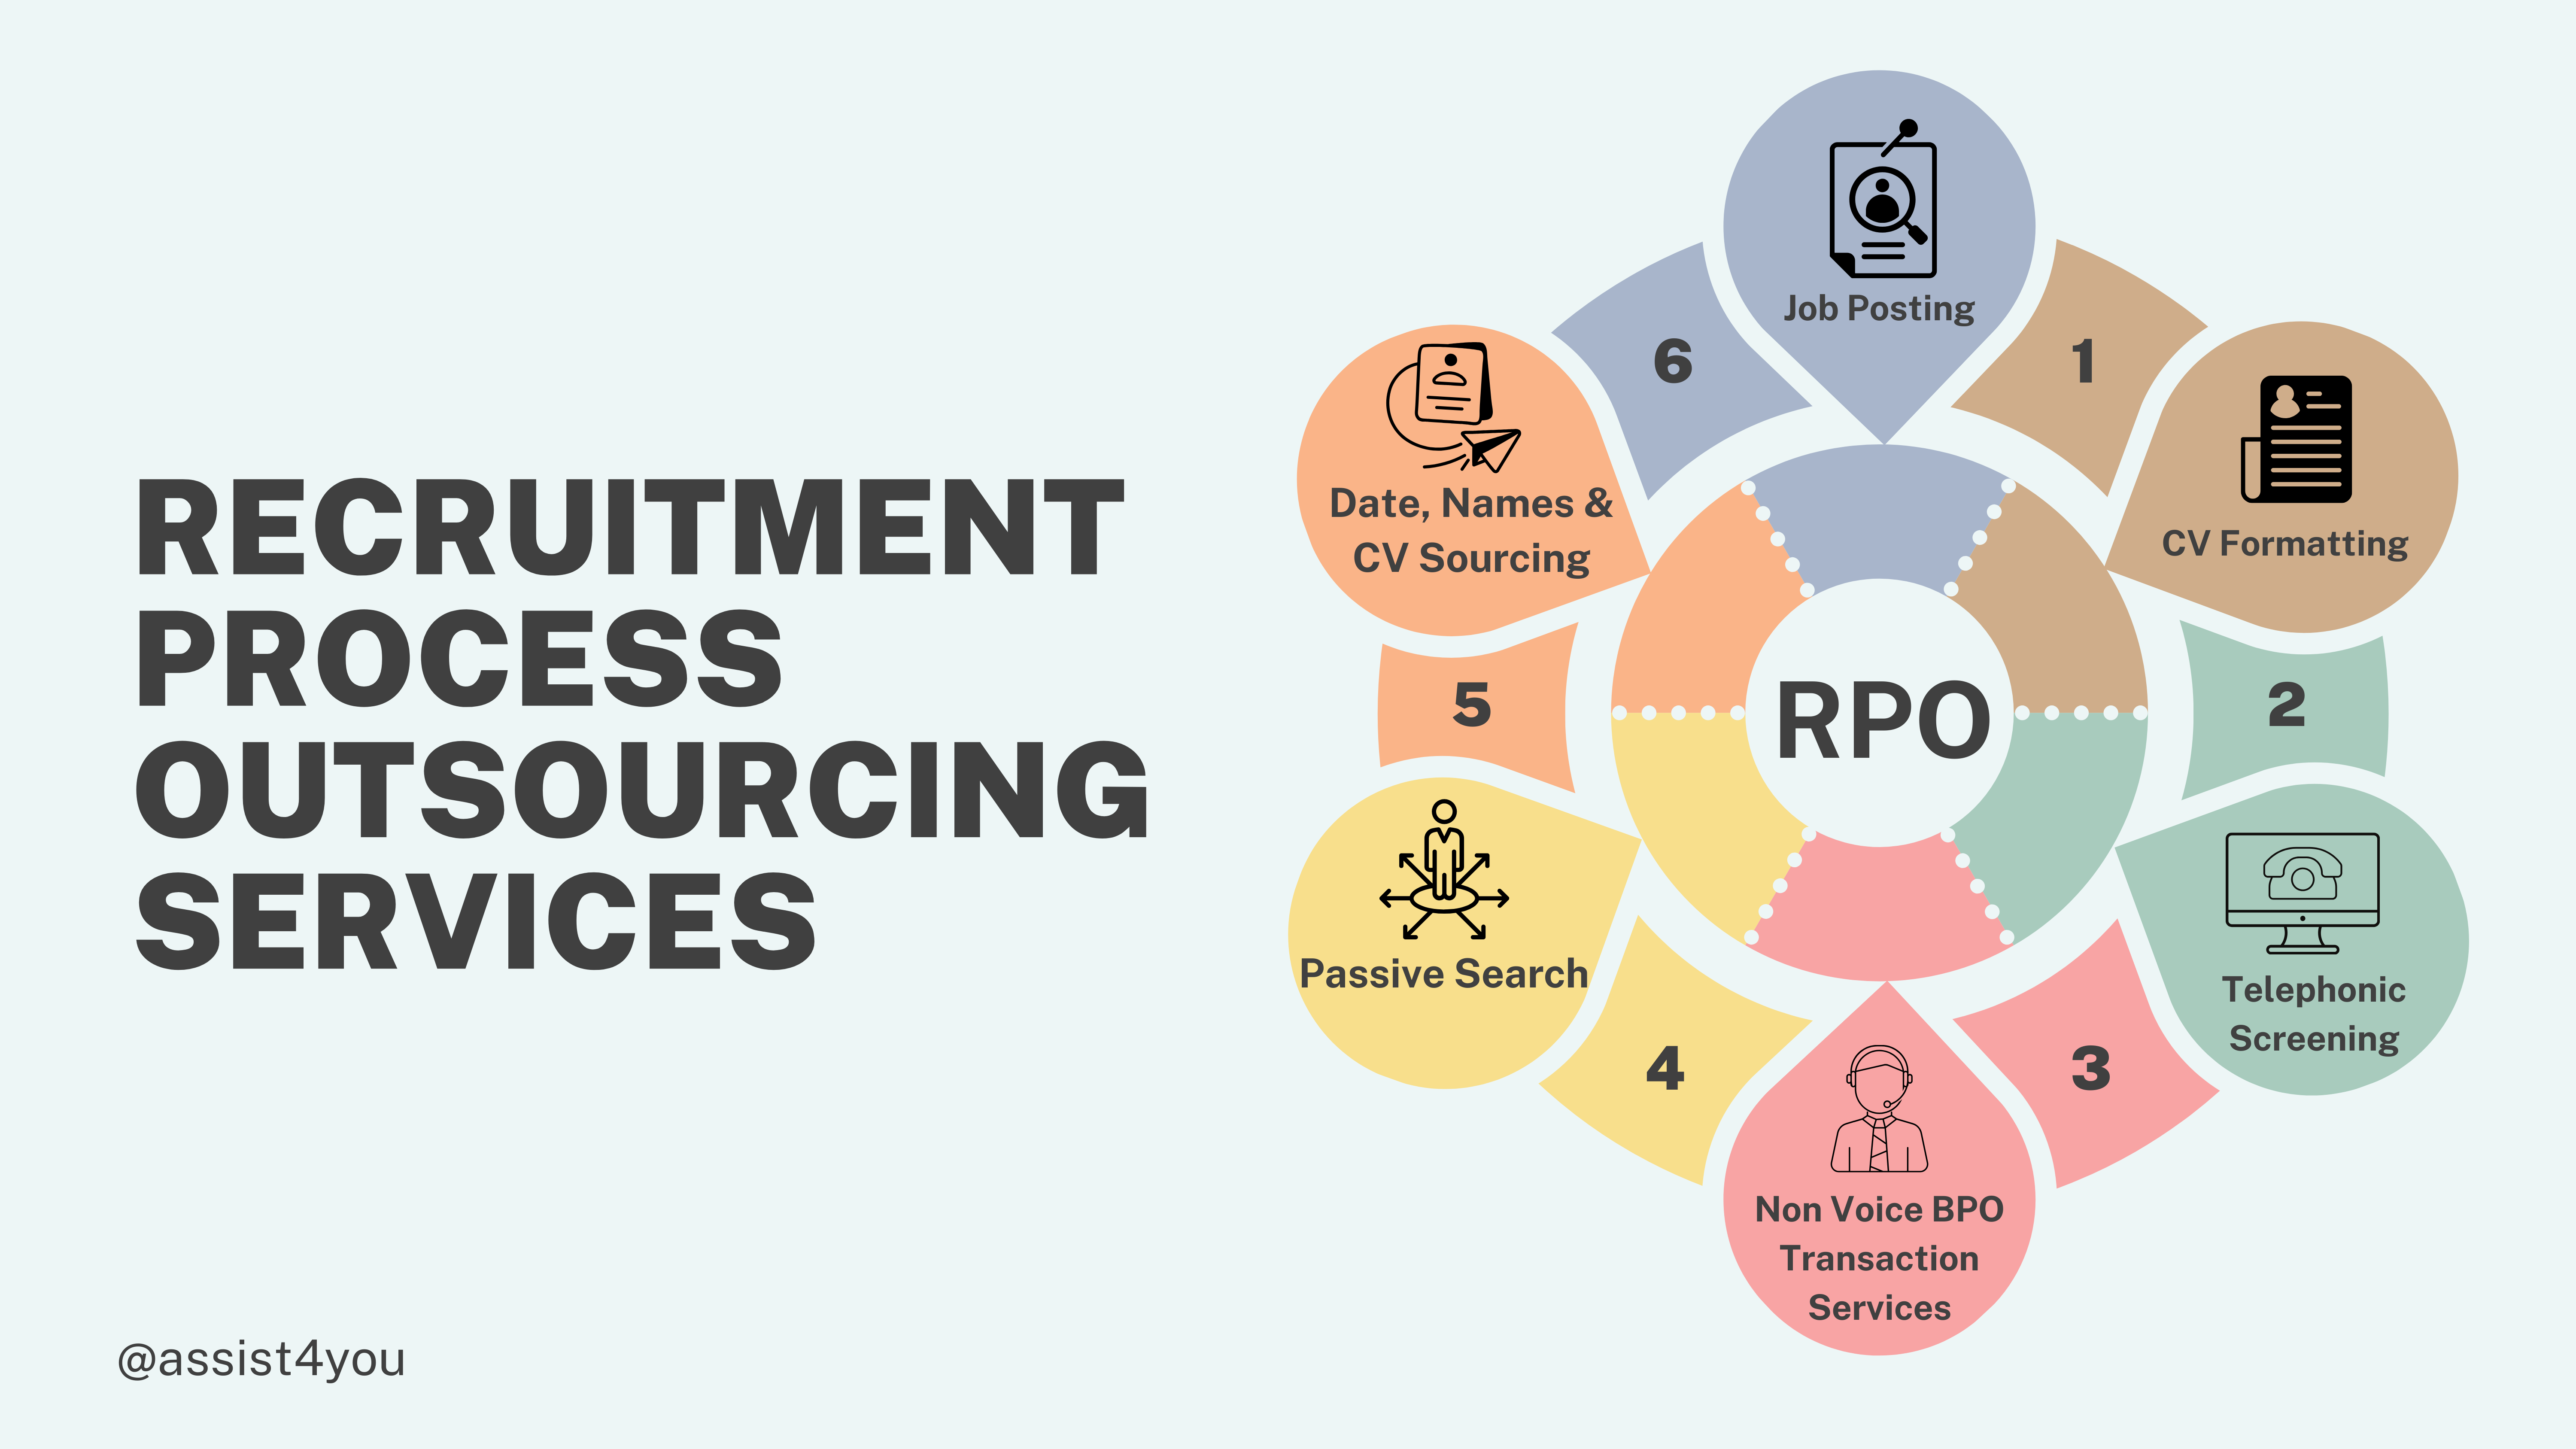 RECRUITMENT
PROCESS
OUTSOURCING
SERVICES
@assist4you
Job Posting
1
CV Formatting
2
Telephonic
Screening
3
Non Voice BPO
Transaction
Services
4
Passive Search
5
Date, Names &
CV Sourcing
6
RPO